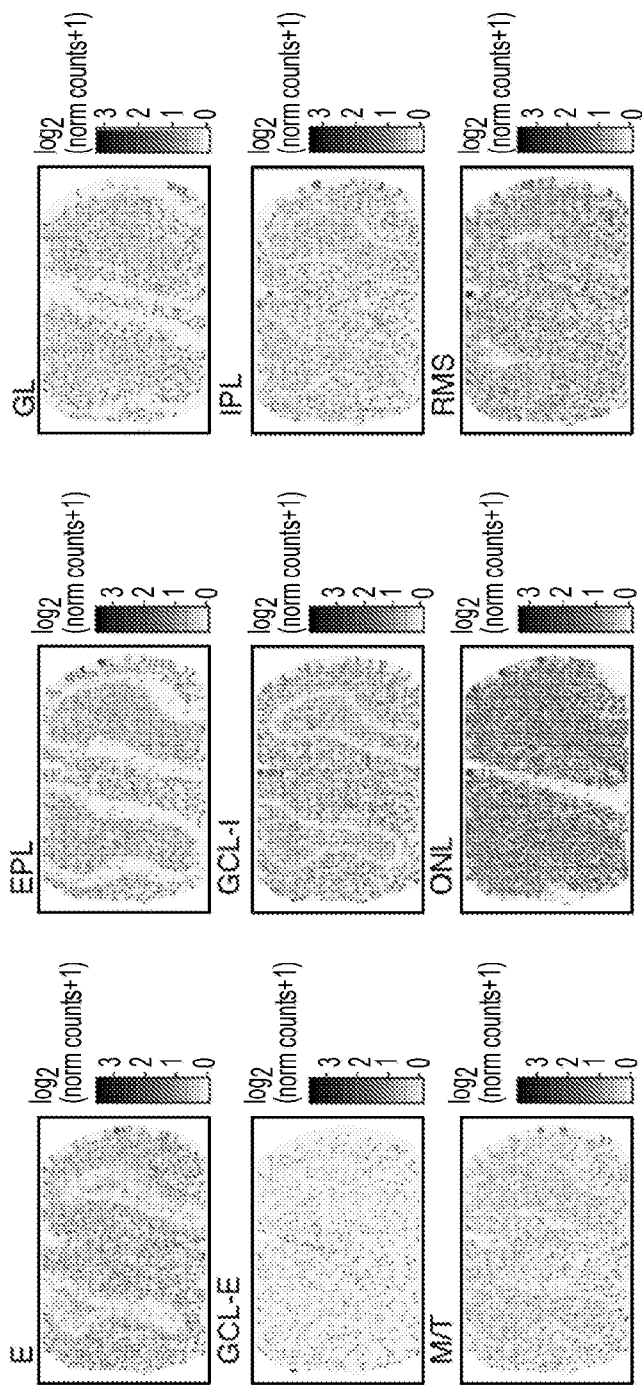 E
log2
(norm counts+1)
3
2
1
0
EPL
log2
(norm counts+1)
3
2
1
0
GL
log2
(norm counts+1)
3
2
1
0
GCL-E
log2
(norm counts+1)
3
2
1
0
GCL-I
log2
(norm counts+1)
3
2
1
0
IPL
log2
(norm counts+1)
3
2
1
0
M/T
log2
(norm counts+1)
3
2
1
0
ONL
log2
(norm counts+1)
3
2
1
0
RMS
log2
(norm counts+1)
3
2
1
0